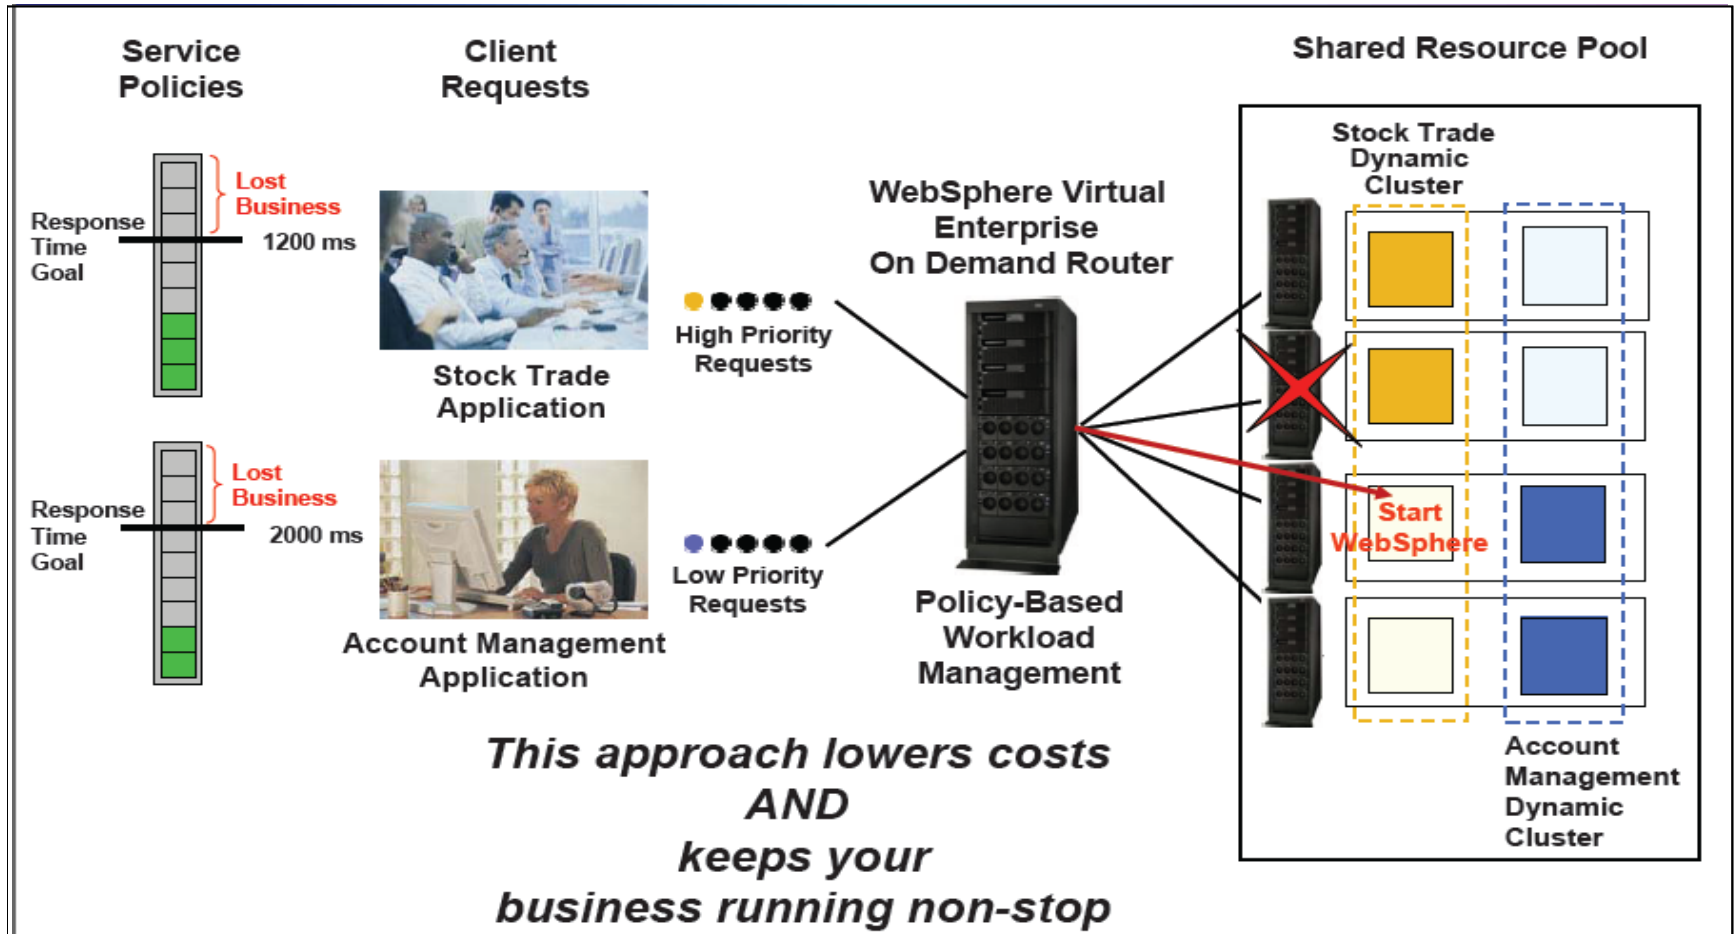 Service
Policies
Client
Requests
Shared Resource Pool
Lost
Business
Response
Time
Goal
1200 ms
Stock Trade
Application
High Priority
Requests
WebSphere Virtual
Enterprise
On Demand Router
Stock Trade
Dynamic
Cluster
Lost
Business
Response
Time
Goal
2000 ms
Account Management
Application
Low Priority
Requests
Policy-Based
Workload
Management
Start
WebSphere
Account
Management
Dynamic
Cluster
This approach lowers costs
AND
keeps your
business running non-stop